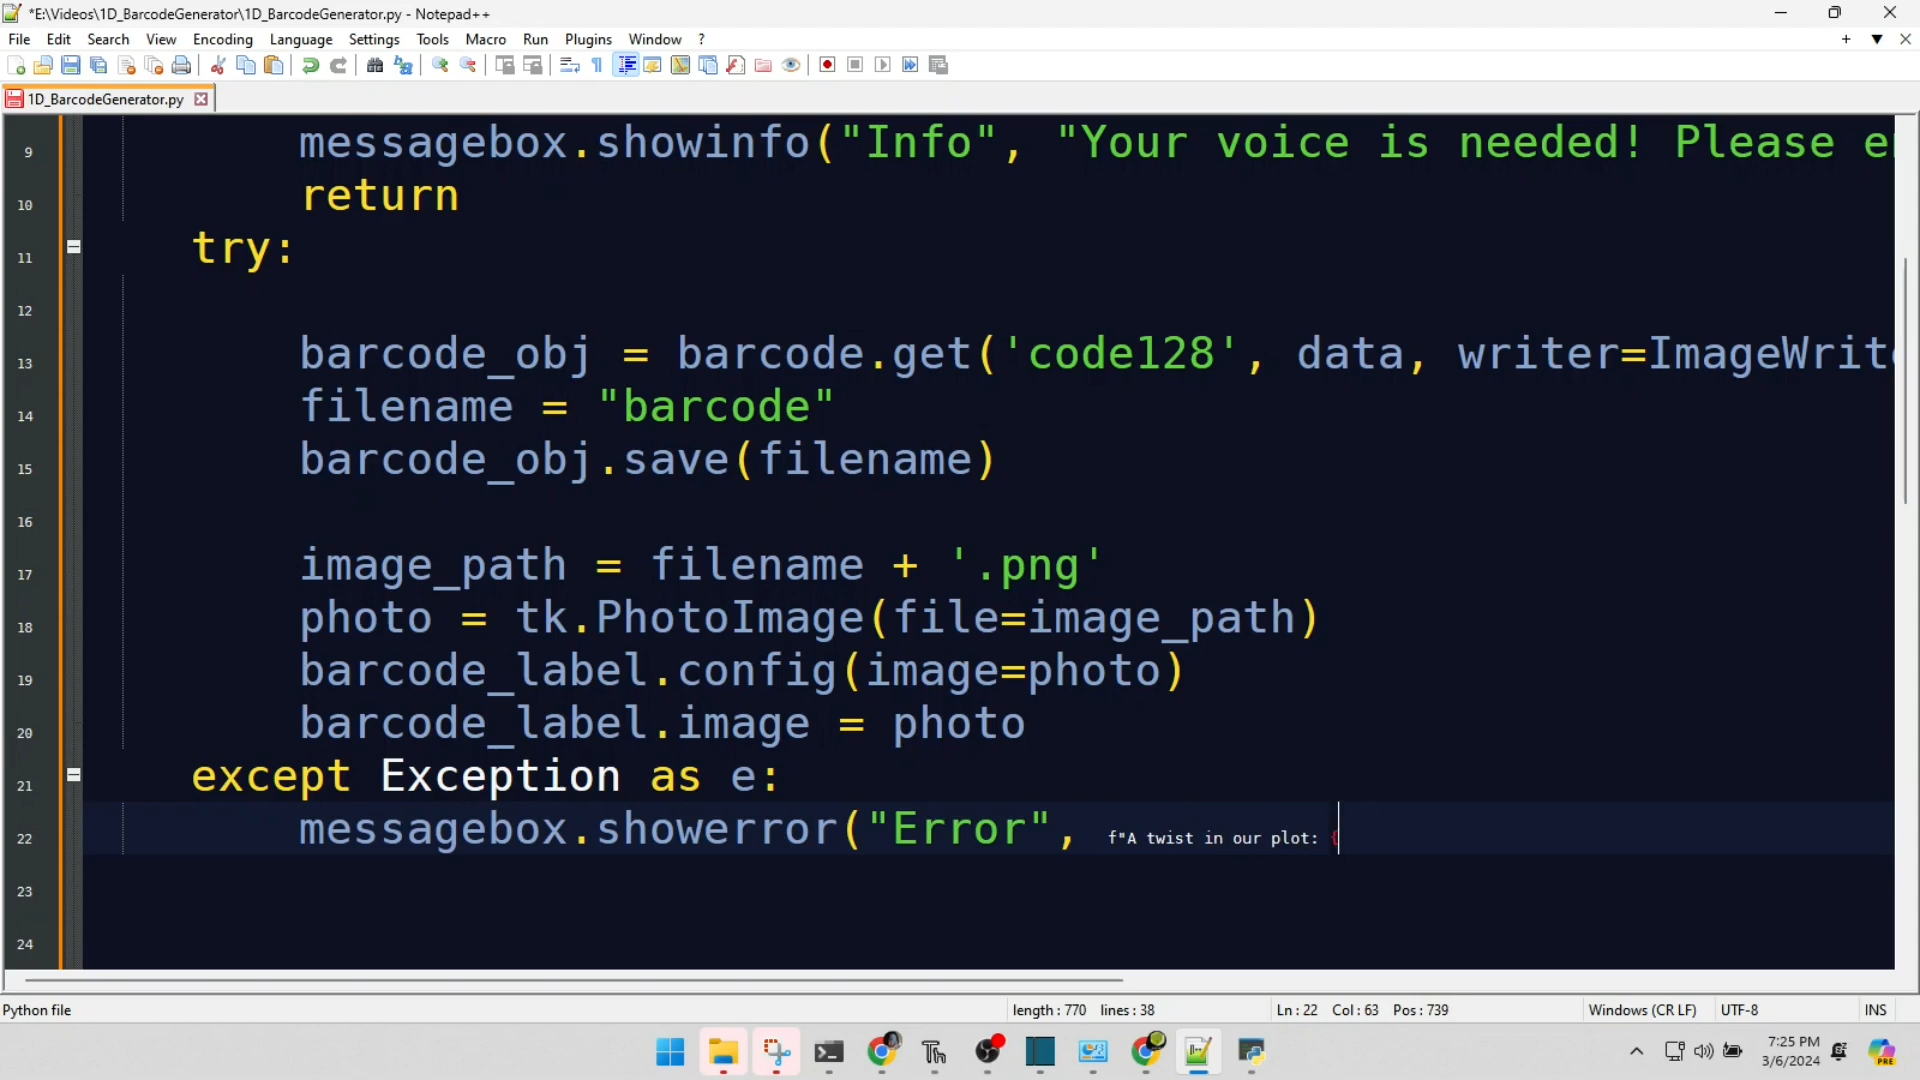 *E:\Videos\1D_BarcodeGenerator\1D_BarcodeGenerator.py - Notepad++
File Edit Search View Encoding Language Settings Tools Macro Run Plugins Window ?
1D_BarcodeGenerator.py
9 messagebox.showinfo("Info", "Your voice is needed! Please e
10 return
11 try:
12
13 barcode_obj = barcode.get('code128', data, writer=ImageWrit
14 filename = "barcode"
15 barcode_obj.save(filename)
16
17 image_path = filename + '.png'
18 photo = tk.PhotoImage(file=image_path)
19 barcode_label.config(image=photo)
20 barcode_label.image = photo
21 except Exception as e:
22 messagebox.showerror("Error", f"A twist in our plot: {
23
24
Python file length : 770 lines : 38 Ln : 22 Col : 63 Pos : 739 Windows (CR LF) UTF-8 INS
7:25 PM
3/6/2024
PRE